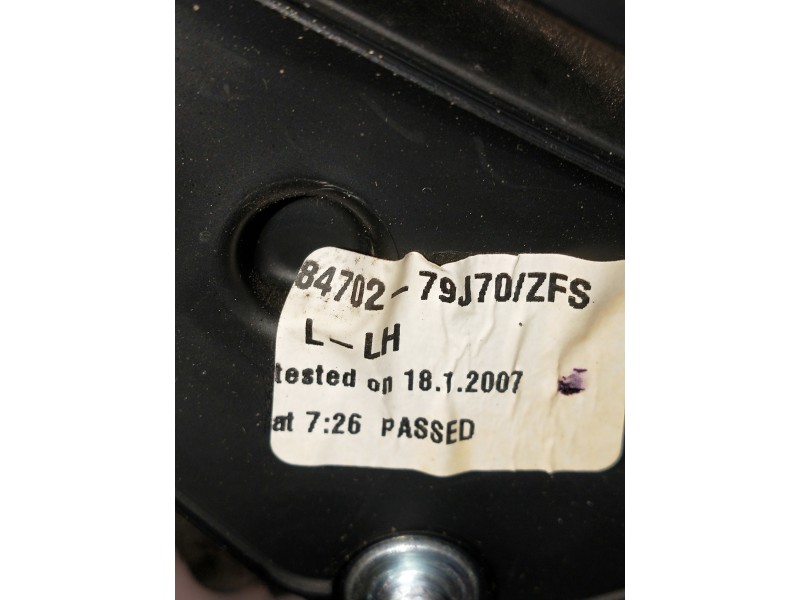 84702-79J70/ZFS
L-LH
tested on 18.1.2007
at 7:26 PASSED